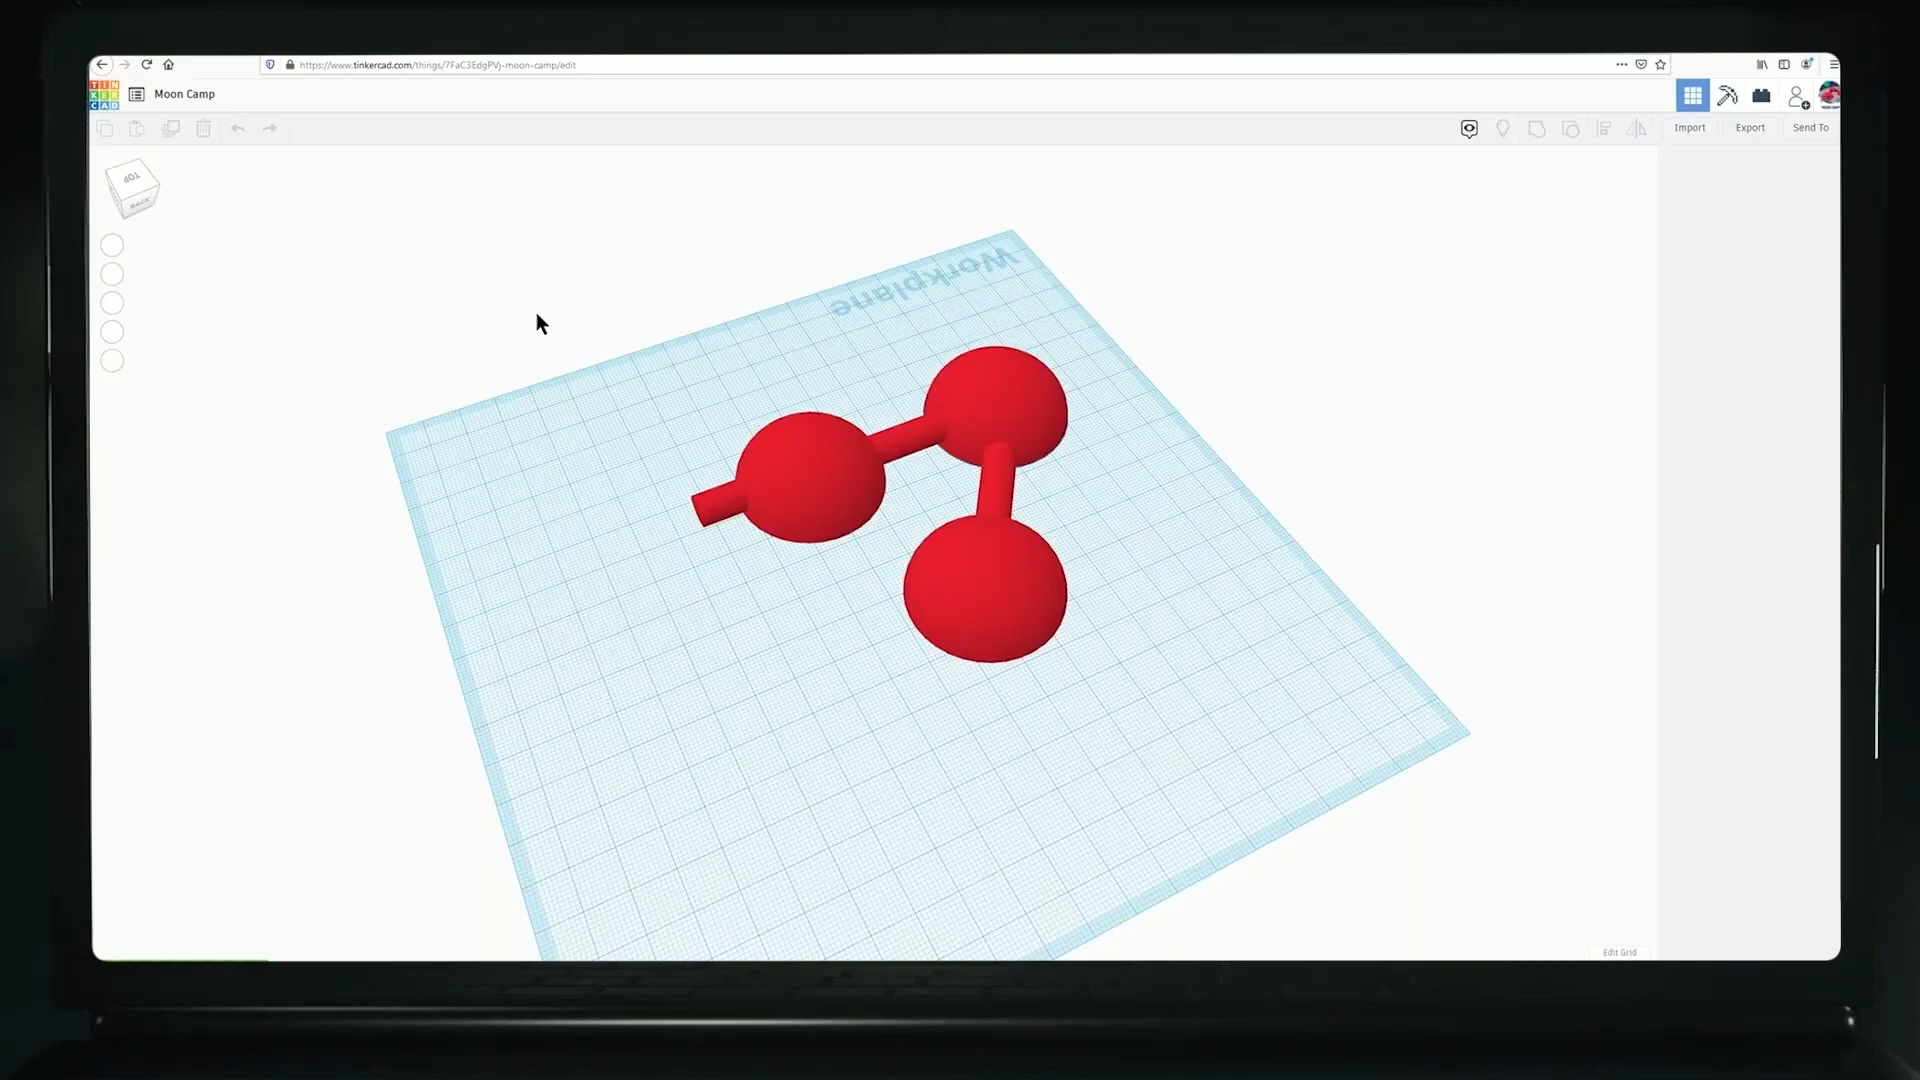 https://www.tinkercad.com/things/7FaC3EdgPVj-moon-camp/edit
TIN
KER
CAD
Moon Camp
Import
Export
Send To
TOP
BACK
Workplane
Edit Grid